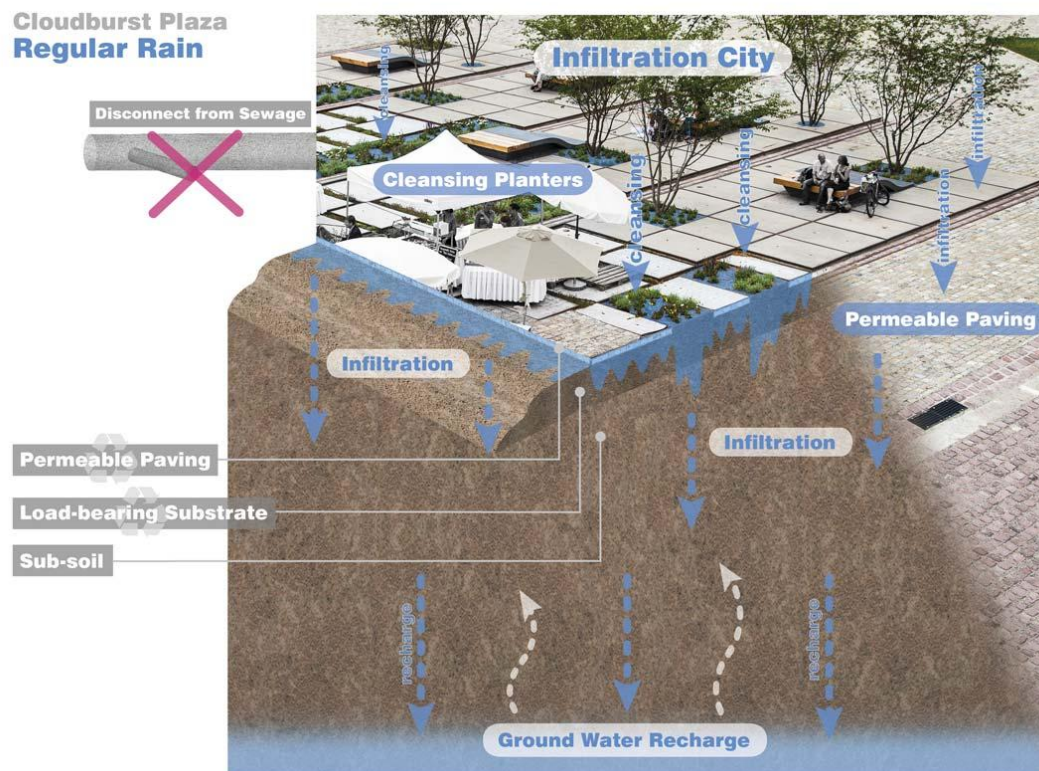 Cloudburst Plaza
Regular Rain
Infiltration City
Disconnect from Sewage
cleansing
Cleansing Planters
cleansing
cleansing
infiltration
infiltration
Permeable Paving
Infiltration
Infiltration
Permeable Paving
Load-bearing Substrate
Sub-soil
recharge
recharge
Ground Water Recharge